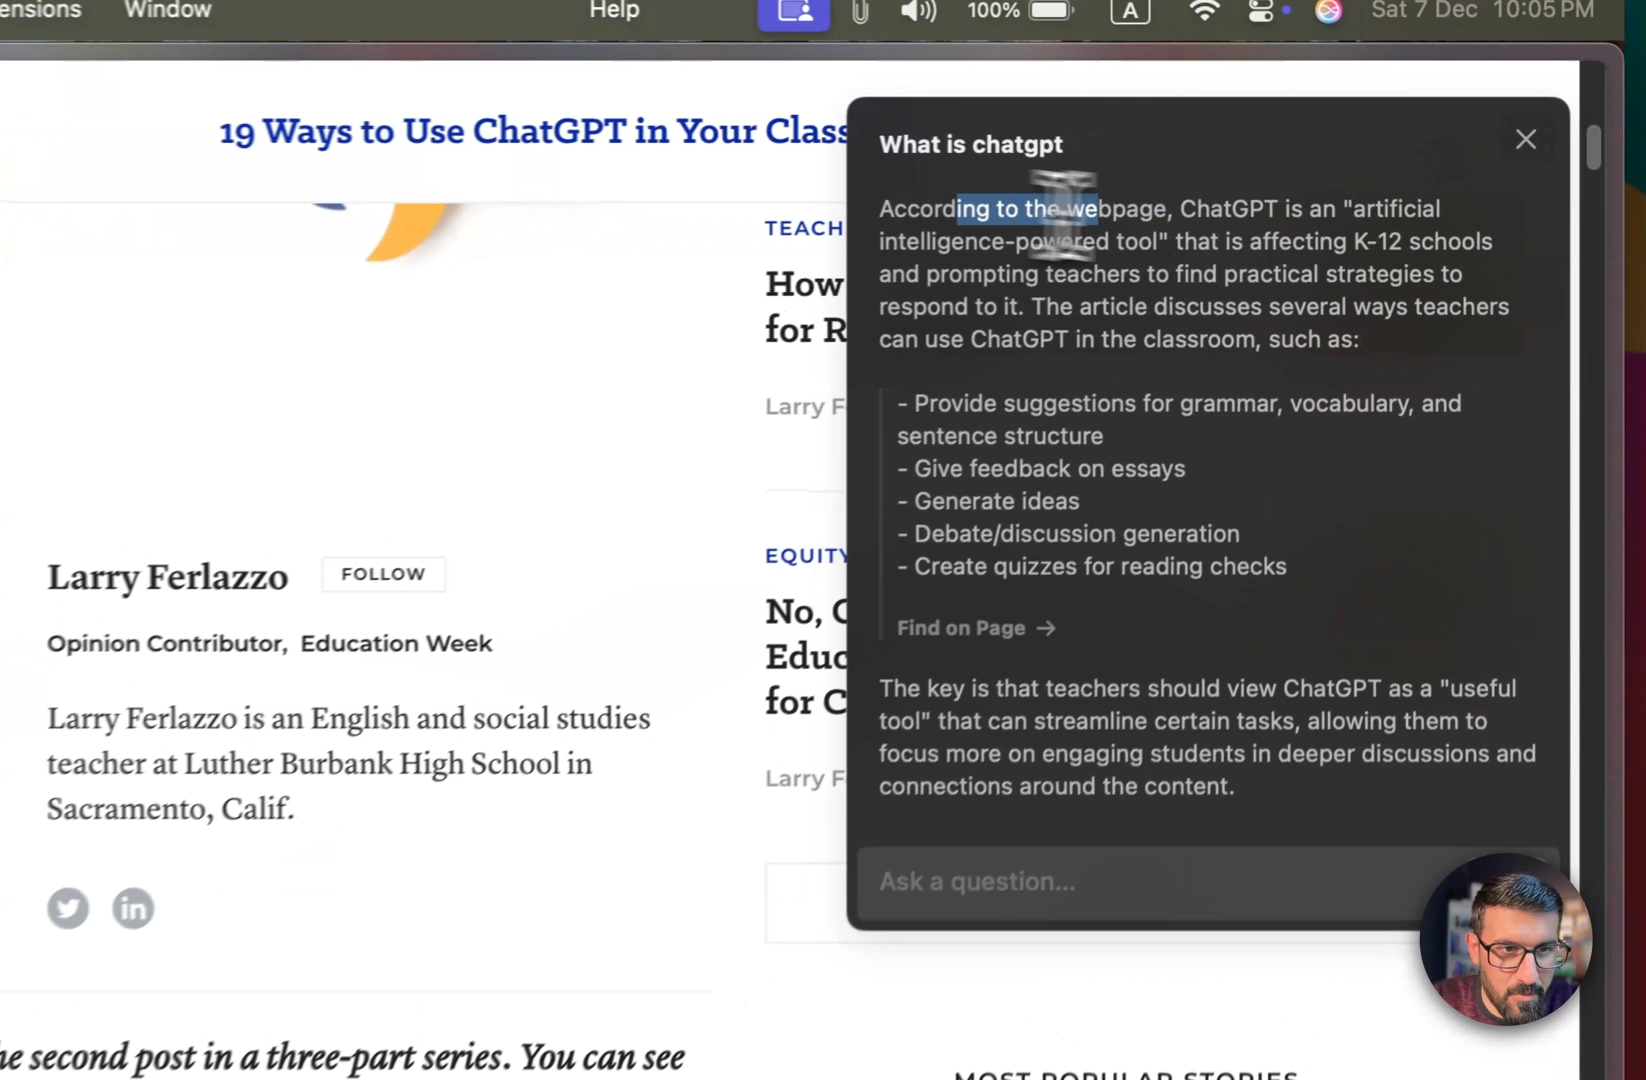 ensions Window Help 100% A Sat 7 Dec 10:05 PM
19 Ways to Use ChatGPT in Your Class
TEACH
How
for R
Larry F
EQUITY
No, C
Educ
for C
Larry F
Larry Ferlazzo FOLLOW
Opinion Contributor, Education Week
Larry Ferlazzo is an English and social studies
teacher at Luther Burbank High School in
Sacramento, Calif.
in
he second post in a three-part series. You can see
What is chatgpt
According to the webpage, ChatGPT is an "artificial
intelligence-powered tool" that is affecting K-12 schools
and prompting teachers to find practical strategies to
respond to it. The article discusses several ways teachers
can use ChatGPT in the classroom, such as:
- Provide suggestions for grammar, vocabulary, and
sentence structure
- Give feedback on essays
- Generate ideas
- Debate/discussion generation
- Create quizzes for reading checks
Find on Page →
The key is that teachers should view ChatGPT as a "useful
tool" that can streamline certain tasks, allowing them to
focus more on engaging students in deeper discussions and
connections around the content.
Ask a question...
MOST POPULAR STORIES